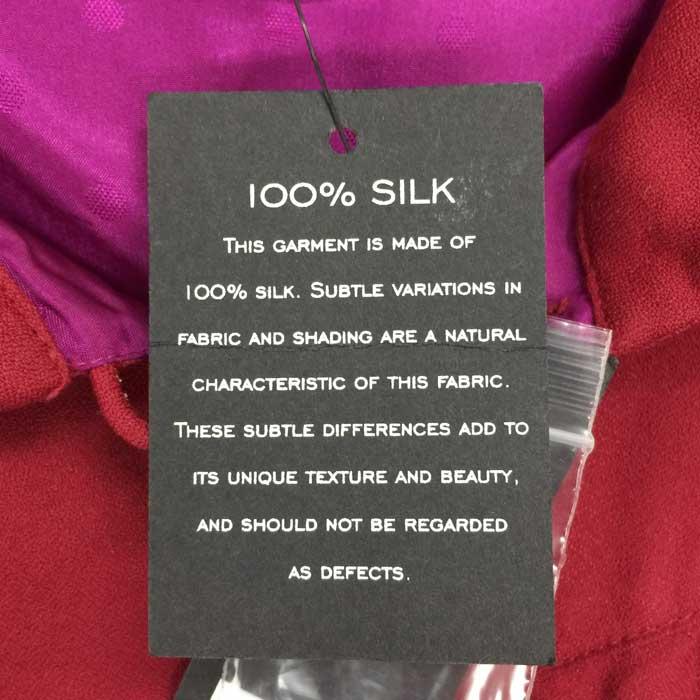 100% SILK
THIS GARMENT IS MADE OF
100% SILK. SUBTLE VARIATIONS IN
FABRIC AND SHADING ARE A NATURAL
CHARACTERISTIC OF THIS FABRIC.
THESE SUBTLE DIFFERENCES ADD TO
ITS UNIQUE TEXTURE AND BEAUTY,
AND SHOULD NOT BE REGARDED
AS DEFECTS.